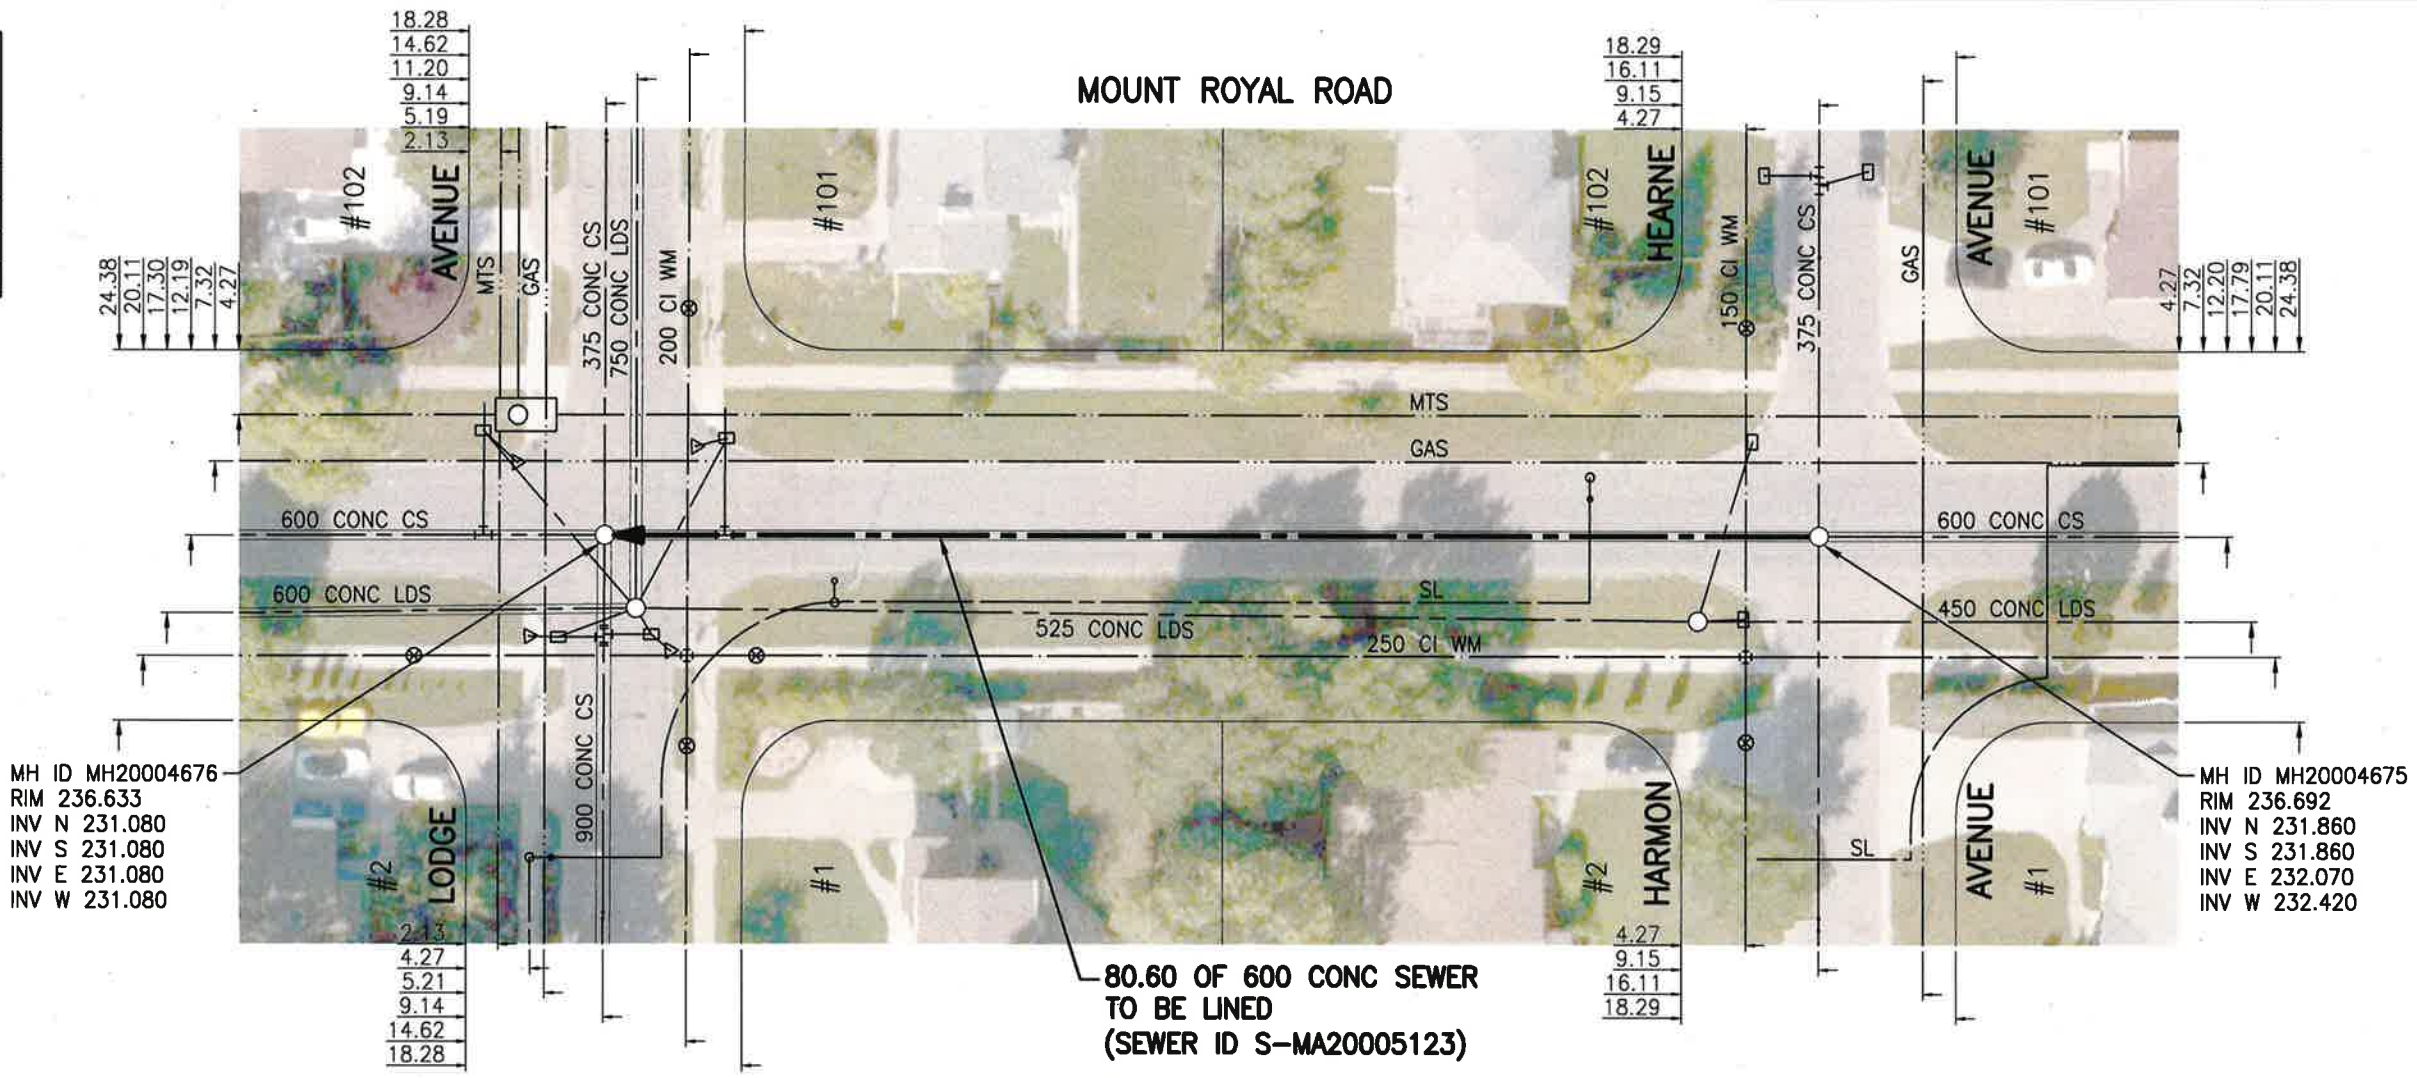 MOUNT ROYAL ROAD
18.28
14.62
11.20
9.14
5.19
2.13
18.29
16.11
9.15
4.27
#102
AVENUE
MTS
GAS
375 CONC CS
750 CONC LDS
200 CI WM
#101
#102
HEARNE
150 CI WM
375 CONC CS
GAS
AVENUE
#101
24.38
20.11
17.30
12.19
7.32
4.27
4.27
7.32
12.20
17.79
20.11
24.38
MTS
GAS
600 CONC CS
600 CONC CS
600 CONC LDS
SL
525 CONC LDS
450 CONC LDS
250 CI WM
MH ID MH20004676
RIM 236.633
INV N 231.080
INV S 231.080
INV E 231.080
INV W 231.080
#2
LODGE
900 CONC CS
#1
#2
HARMON
SL
AVENUE
#1
MH ID MH20004675
RIM 236.692
INV N 231.860
INV S 231.860
INV E 232.070
INV W 232.420
2.13
4.27
5.21
9.14
14.62
18.28
80.60 OF 600 CONC SEWER
TO BE LINED
(SEWER ID S-MA20005123)
4.27
9.15
16.11
18.29